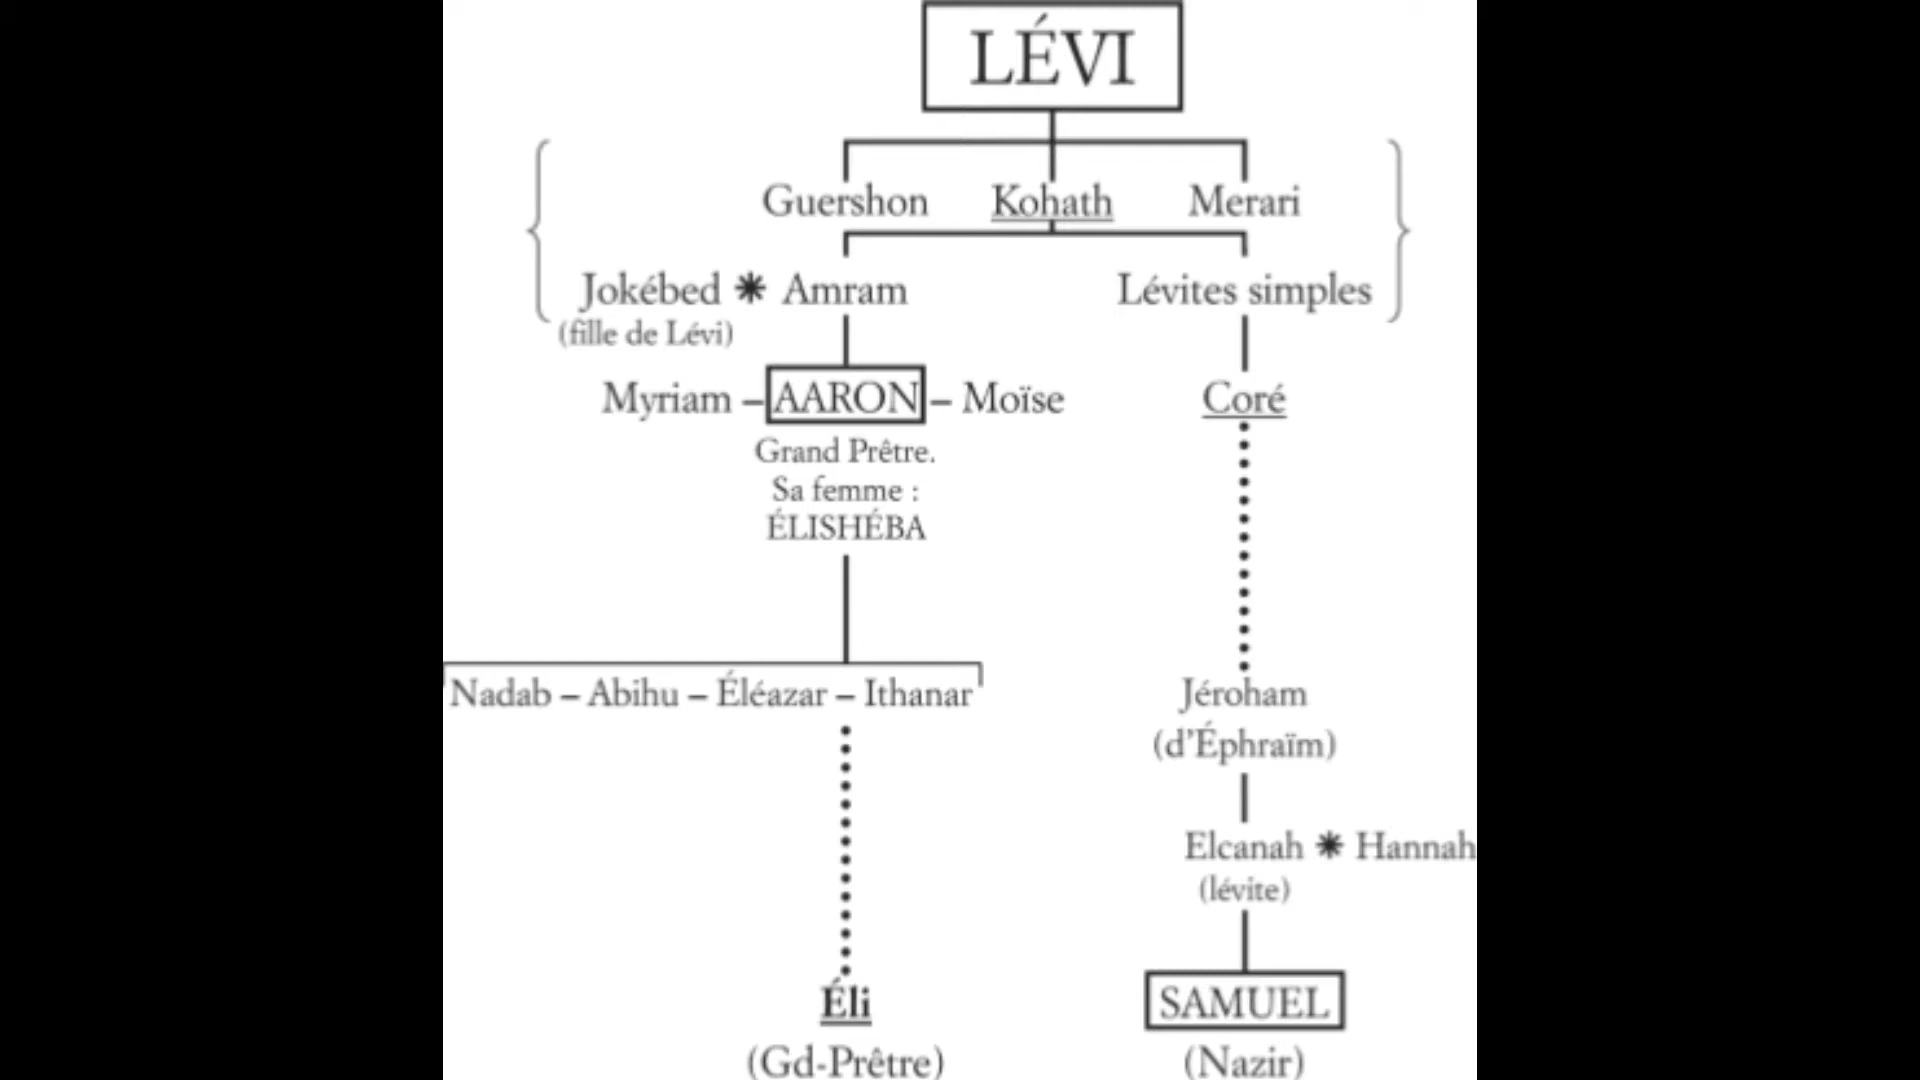 LÉVI
Guershon Kohath Merari
Jokébed * Amram Lévites simples
(fille de Lévi)
Myriam – AARON – Moïse Coré
Grand Prêtre.
Sa femme :
ÉLISHÉBA
Nadab – Abihu – Éléazar – Ithanar Jéroham
(d'Éphraïm)
Elcanah * Hannah
(lévite)
Éli SAMUEL
(Gd-Prêtre) (Nazir)